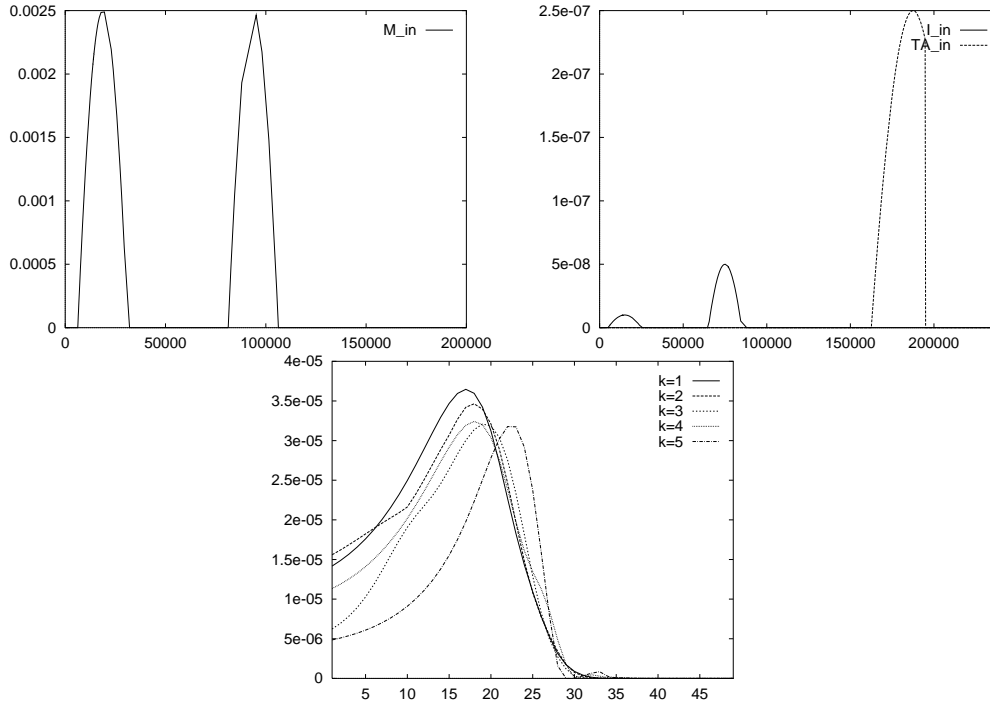 0.0025
0.002
0.0015
0.001
0.0005
0
0 50000 100000 150000 200000
M_in
2.5e-07
2e-07
1.5e-07
1e-07
5e-08
0
0 50000 100000 150000 200000
I_in
TA_in
4e-05
3.5e-05
3e-05
2.5e-05
2e-05
1.5e-05
1e-05
5e-06
0
5 10 15 20 25 30 35 40 45
k=1
k=2
k=3
k=4
k=5